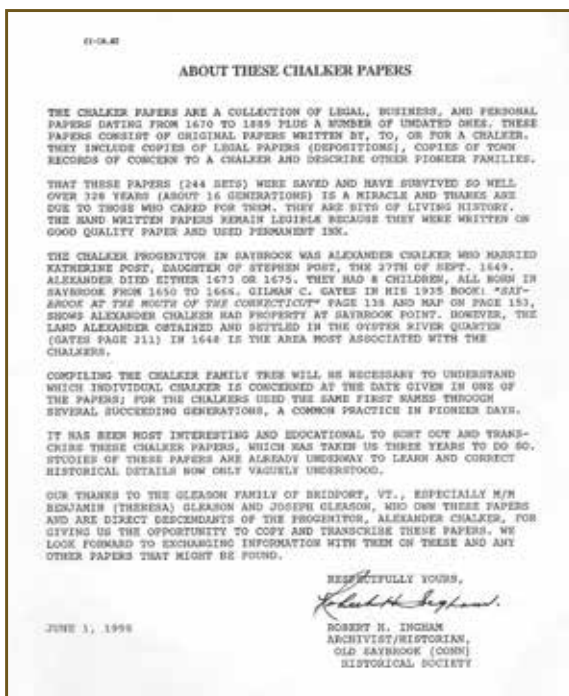 ABOUT THESE CHALKER PAPERS
THE CHALKER PAPERS ARE A COLLECTION OF LEGAL, BUSINESS, AND PERSONAL
PAPERS DATING FROM 1670 TO 1889 PLUS A NUMBER OF UNDATED ONES. THESE
PAPERS CONSIST OF ORIGINAL PAPERS WRITTEN BY, TO, OR FOR A CHALKER.
THEY INCLUDE COPIES OF LEGAL PAPERS (DEPOSITIONS), COPIES OF TOWN
RECORDS OF CONCERN TO A CHALKER AND DESCRIBE OTHER PIONEER FAMILIES.
THAT THESE PAPERS (244 SETS) WERE SAVED AND HAVE SURVIVED SO WELL
OVER 328 YEARS (ABOUT 16 GENERATIONS) IS A MIRACLE AND THANKS ARE
DUE TO THOSE WHO CARED FOR THEM. THEY ARE BITS OF LIVING HISTORY.
THE HAND WRITTEN PAPERS REMAIN LEGIBLE BECAUSE THEY WERE WRITTEN ON
GOOD QUALITY PAPER AND USED PERMANENT INK.
THE CHALKER PROGENITOR IN SAYBROOK WAS ALEXANDER CHALKER WHO MARRIED
KATHERINE POST, DAUGHTER OF STEPHEN POST, THE 27TH OF SEPT. 1649.
ALEXANDER DIED EITHER 1673 OR 1675. THEY HAD 8 CHILDREN, ALL BORN IN
SAYBROOK FROM 1650 TO 1666. GILMAN C. GATES IN HIS 1935 BOOK: "SAY-
BROOK AT THE MOUTH OF THE CONNECTICUT" PAGE 138 AND MAP ON PAGE 153,
SHOWS ALEXANDER CHALKER HAD PROPERTY AT SAYBROOK POINT. HOWEVER, THE
LAND ALEXANDER OBTAINED AND SETTLED IN THE OYSTER RIVER QUARTER
(GATES PAGE 211) IN 1648 IS THE AREA MOST ASSOCIATED WITH THE
CHALKERS.
COMPILING THE CHALKER FAMILY TREE WILL BE NECESSARY TO UNDERSTAND
WHICH INDIVIDUAL CHALKER IS CONCERNED AT THE DATE GIVEN IN ONE OF
THE PAPERS; FOR THE CHALKERS USED THE SAME FIRST NAMES THROUGH
SEVERAL SUCCEEDING GENERATIONS, A COMMON PRACTICE IN PIONEER DAYS.
IT HAS BEEN MOST INTERESTING AND EDUCATIONAL TO SORT OUT AND TRANS-
CRIBE THESE CHALKER PAPERS, WHICH HAS TAKEN US THREE YEARS TO DO SO.
STUDIES OF THESE PAPERS ARE ALREADY UNDERWAY TO LEARN AND CORRECT
HISTORICAL DETAILS NOW ONLY VAGUELY UNDERSTOOD.
OUR THANKS TO THE GLEASON FAMILY OF BRIDPORT, VT., ESPECIALLY M/M
BENJAMIN (THERESA) GLEASON AND JOSEPH GLEASON, WHO OWN THESE PAPERS
AND ARE DIRECT DESCENDANTS OF THE PROGENITOR, ALEXANDER CHALKER, FOR
GIVING US THE OPPORTUNITY TO COPY AND TRANSCRIBE THESE PAPERS. WE
LOOK FORWARD TO EXCHANGING INFORMATION WITH THEM ON THESE AND ANY
OTHER PAPERS THAT MIGHT BE FOUND.
RESPECTFULLY YOURS,
Robert H. Ingham.
JUNE 1, 1998
ROBERT H. INGHAM
ARCHIVIST/HISTORIAN,
OLD SAYBROOK (CONN)
HISTORICAL SOCIETY